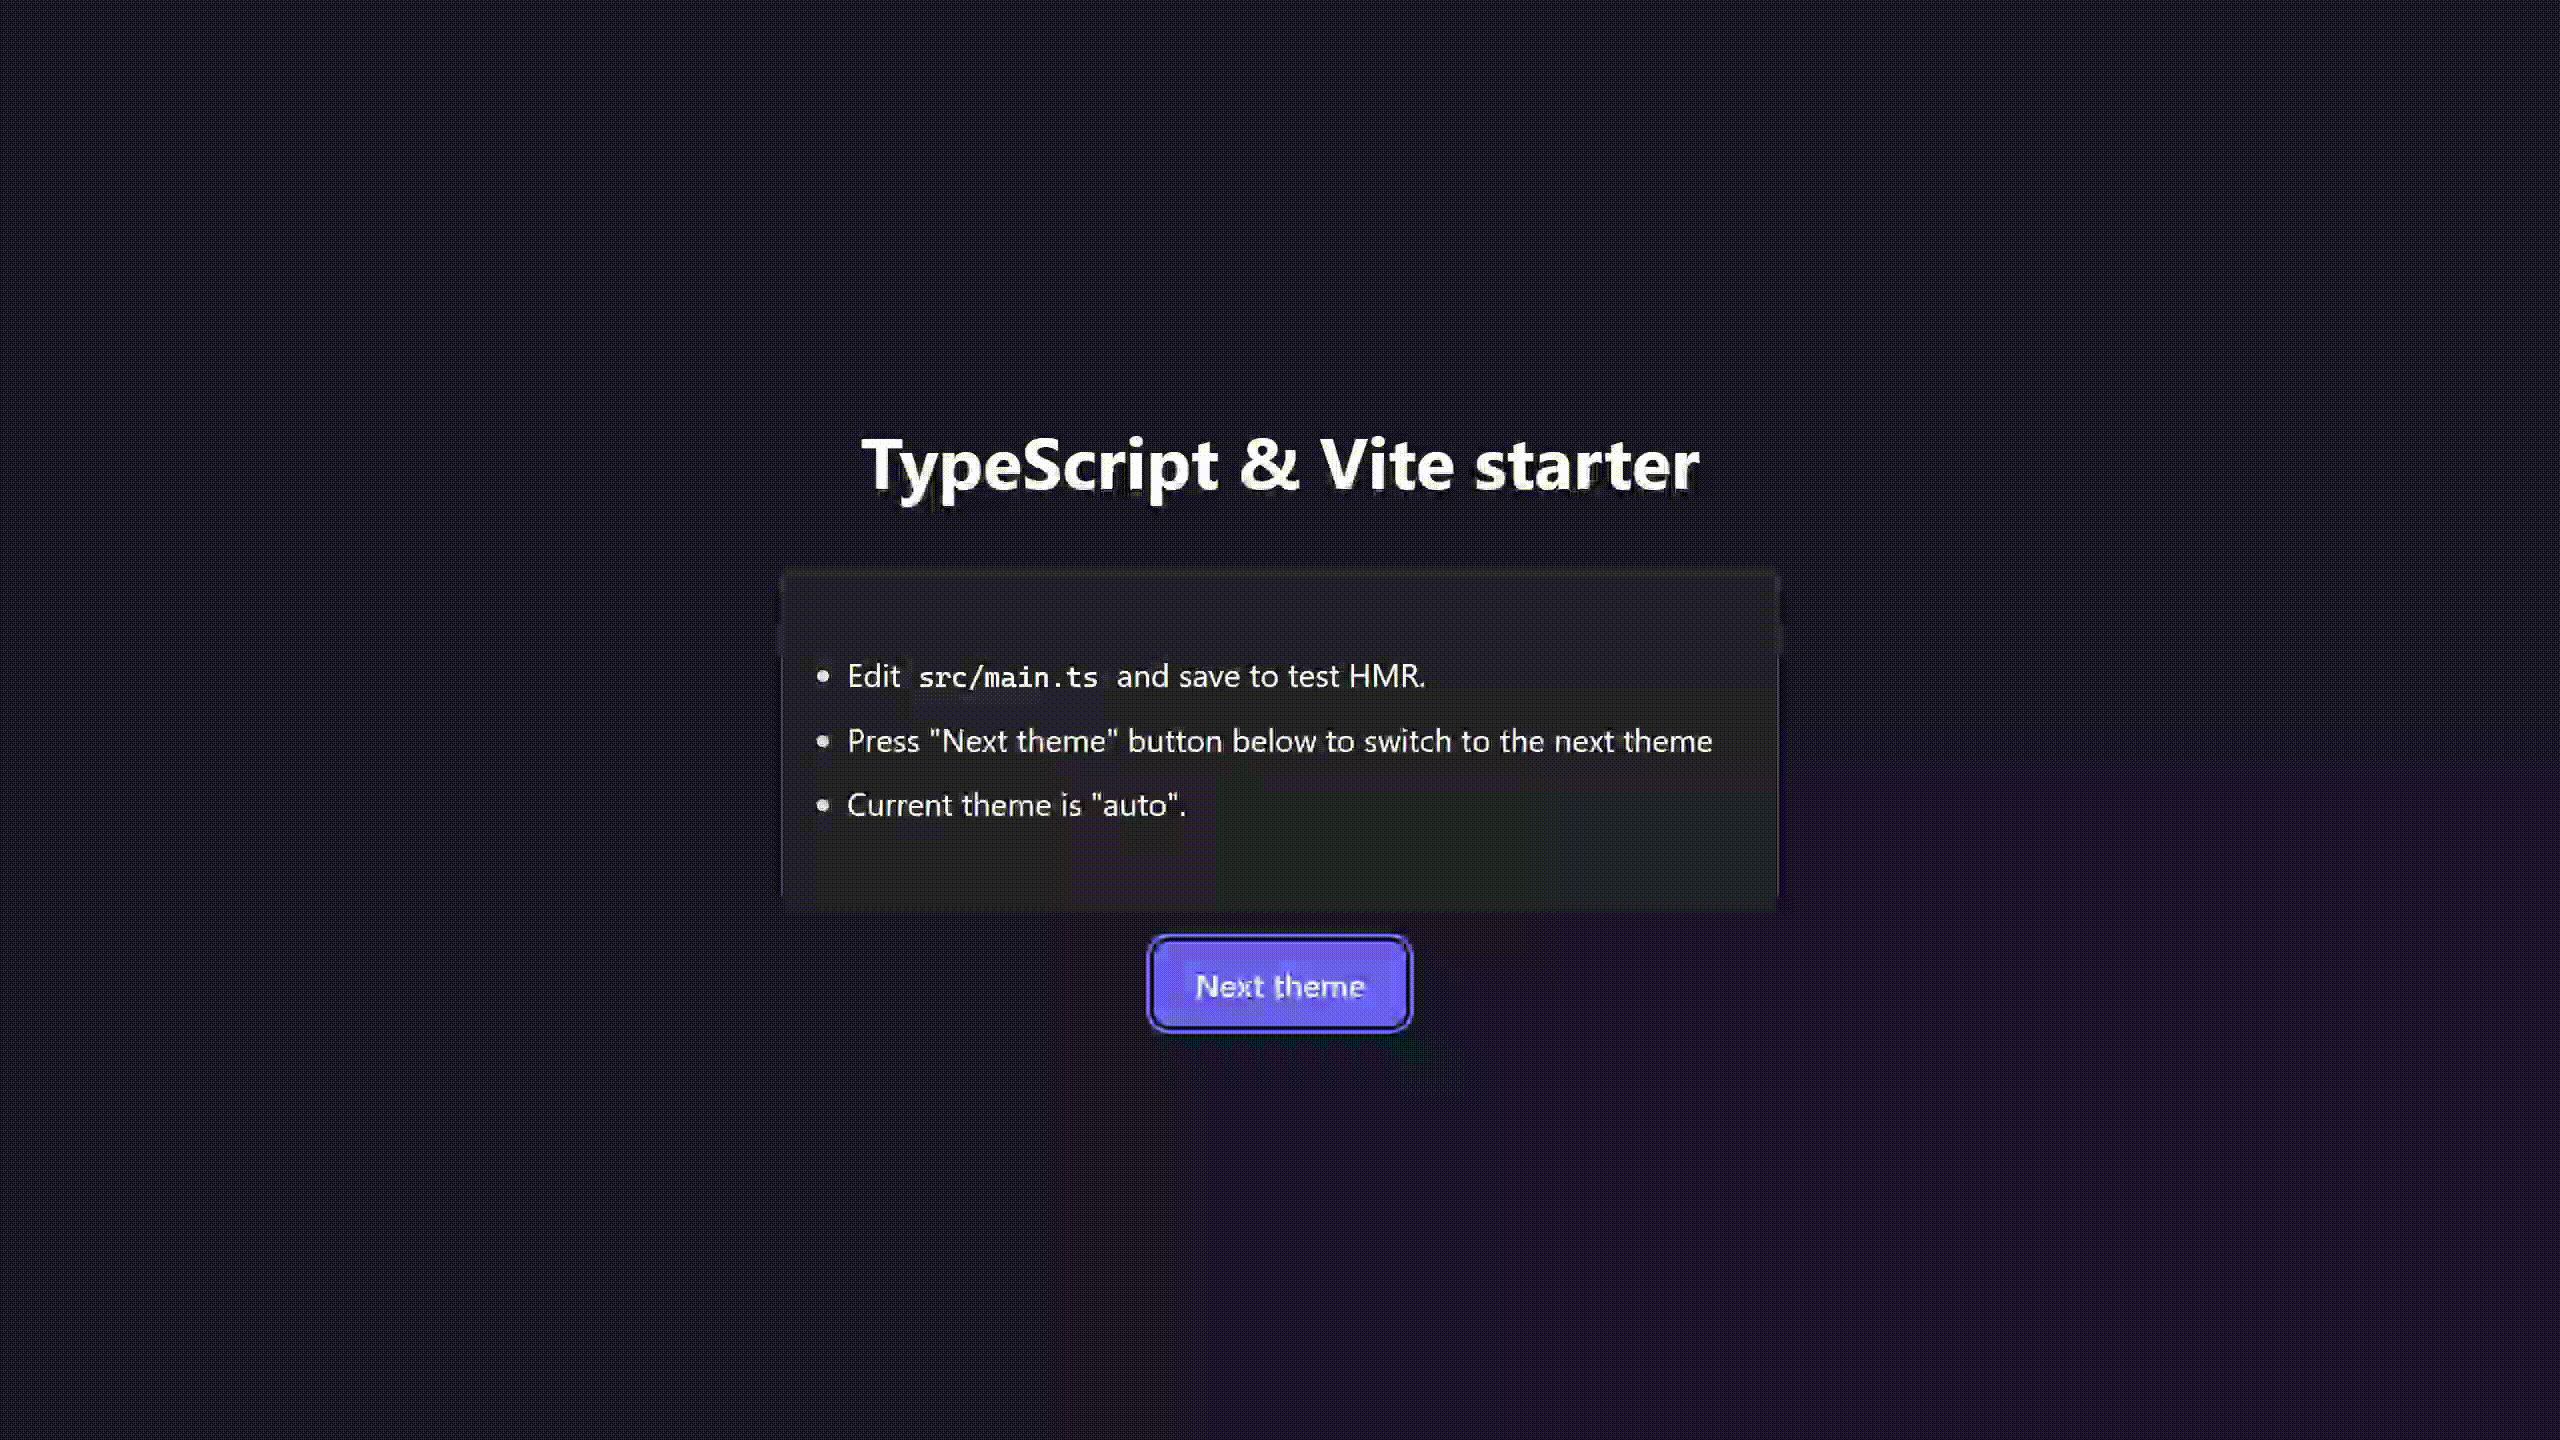 TypeScript & Vite starter
Edit src/main.ts and save to test HMR.
Press "Next theme" button below to switch to the next theme
Current theme is "auto".
Next theme